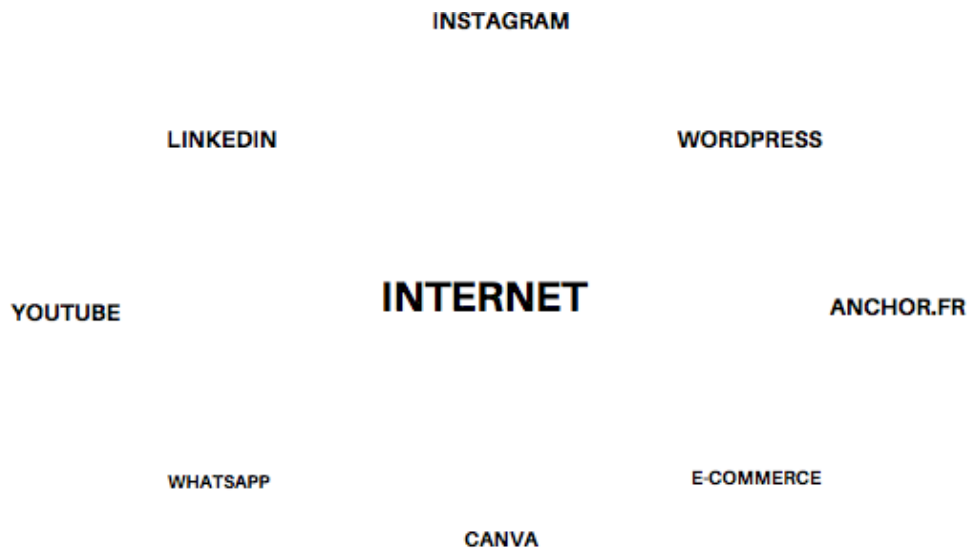 INSTAGRAM
LINKEDIN
WORDPRESS
INTERNET
YOUTUBE
ANCHOR.FR
WHATSAPP
E-COMMERCE
CANVA